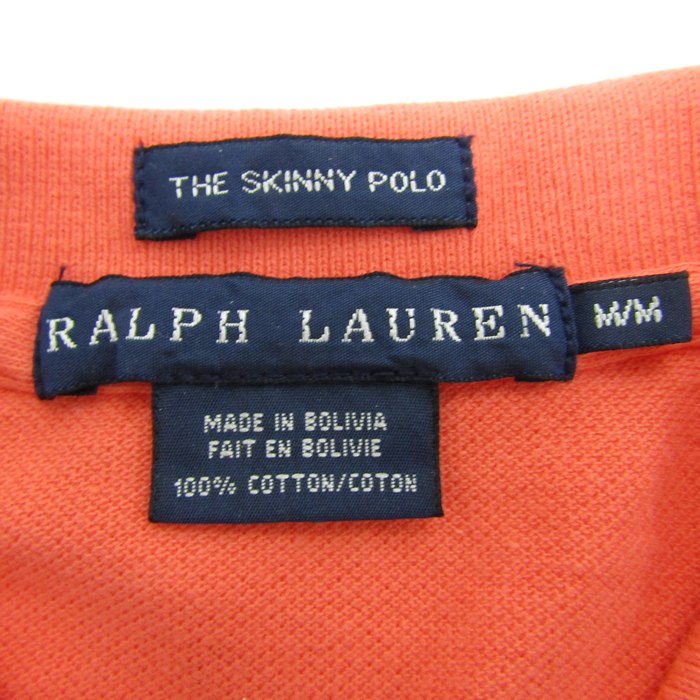 THE SKINNY POLO
RALPH LAUREN
M/M
MADE IN BOLIVIA
FAIT EN BOLIVIE
100% COTTON/COTON